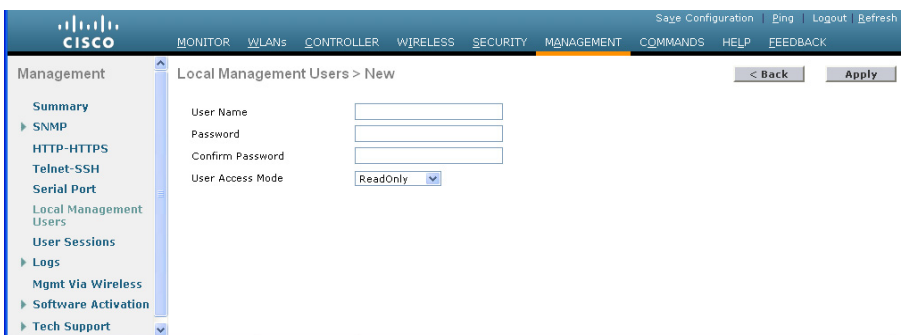 Save Configuration | Ping | Logout | Refresh
CISCO
MONITOR WLANs CONTROLLER WIRELESS SECURITY MANAGEMENT COMMANDS HELP FEEDBACK
Management
Summary
SNMP
HTTP-HTTPS
Telnet-SSH
Serial Port
Local Management
Users
User Sessions
Logs
Mgmt Via Wireless
Software Activation
Tech Support
Local Management Users > New
< Back
Apply
User Name
Password
Confirm Password
User Access Mode ReadOnly